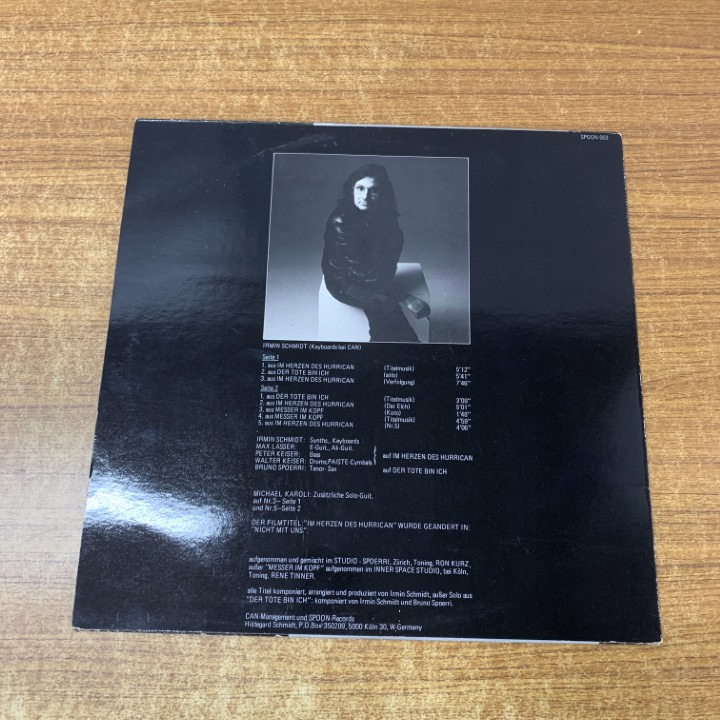 SPOON 003
IRMIN SCHMIDT (Keyboards bei CAN)
Seite 1
1. aus IM HERZEN DES HURRICAN (Titelmusik) 5'12"
2. aus DER TOTE BIN ICH (solo) 5'41"
3. aus IM HERZEN DES HURRICAN (Verfolgung) 7'46"
Seite 2
1. aus DER TOTE BIN ICH (Titelmusik) 3'09"
2. aus IM HERZEN DES HURRICAN (Der Elch) 5'01"
3. aus MESSER IM KOPF (Kato) 1'48"
4. aus MESSER IM KOPF (Titelmusik) 4'59"
5. aus IM HERZEN DES HURRICAN (Nr.5) 4'06"
IRMIN SCHMIDT: Synths., Keyboards
MAX LÄSSER: E-Guit., Ak-Guit.
PETER KEISER: Bass auf IM HERZEN DES HURRICAN
WALTER KEISER: Drums, PAISTE-Cymbals
BRUNO SPOERRI: Tenor-Sax auf DER TOTE BIN ICH
MICHAEL KAROLI: Zusätzliche Solo-Guit.
auf Nr.3—Seite 1
und Nr.5—Seite 2
DER FILMTITEL:"IM HERZEN DES HURRICAN" WURDE GEÄNDERT IN:
"NICHT MIT UNS".
aufgenommen und gemischt im STUDIO - SPOERRI, Zürich, Toning. RON KURZ,
außer "MESSER IM KOPF" aufgenommen im INNER SPACE STUDIO, bei Köln,
Toning. RENE TINNER.
alle Titel komponiert, arrangiert und produziert von Irmin Schmidt, außer Solo aus
"DER TOTE BIN ICH": komponiert von Irmin Schmidt und Bruno Spoerri.
CAN-Management und SPOON-Records
Hildegard Schmidt, P.O.Box 350209, 5000 Köln 30, W-Germany